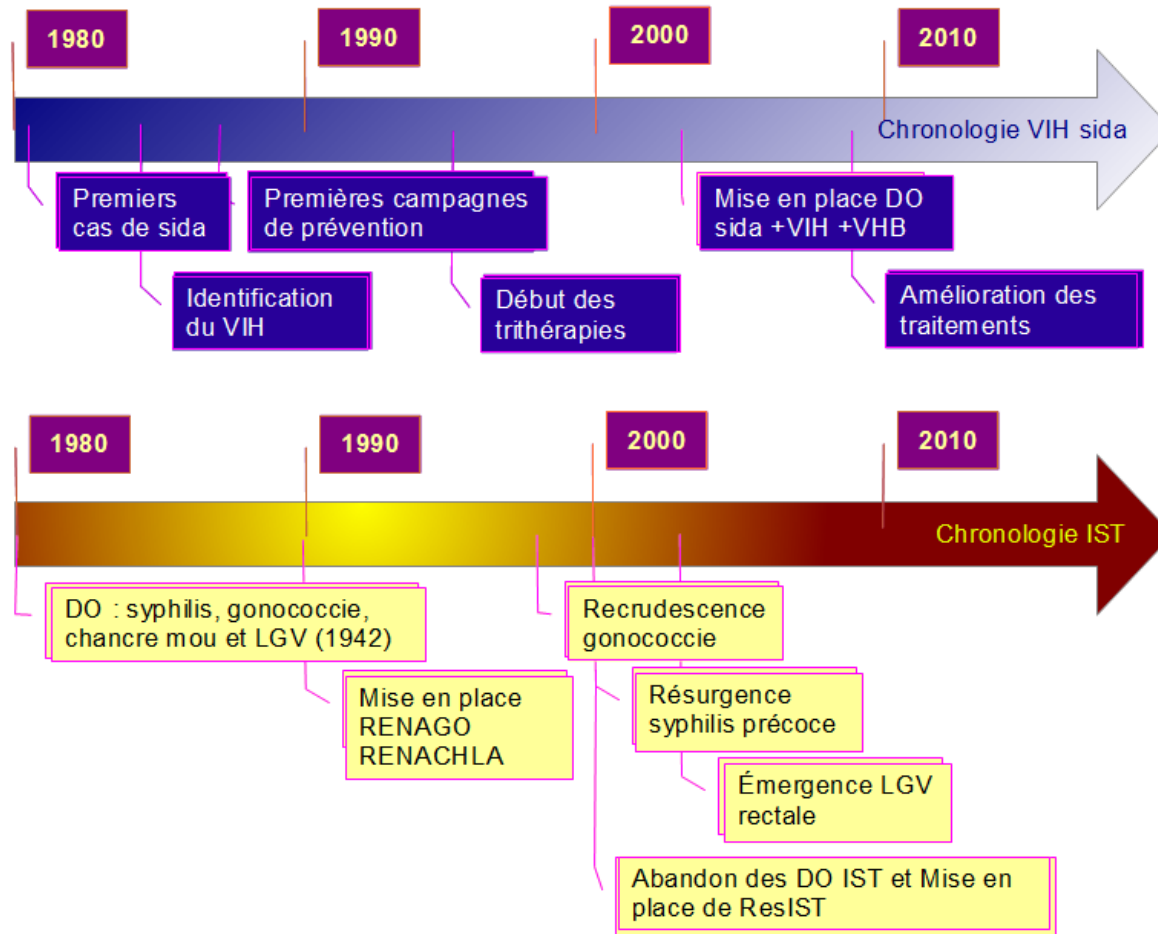 1980
1990
2000
2010
Chronologie VIH sida
Premiers
cas de sida
Premières campagnes
de prévention
Mise en place DO
sida +VIH +VHB
Identification
du VIH
Début des
trithérapies
Amélioration des
traitements
1980
1990
2000
2010
Chronologie IST
DO : syphilis, gonococcie,
chancre mou et LGV (1942)
Recrudescence
gonococcie
Mise en place
RENAGO
RENACHLA
Résurgence
syphilis précoce
Émergence LGV
rectale
Abandon des DO IST et Mise en
place de ResIST